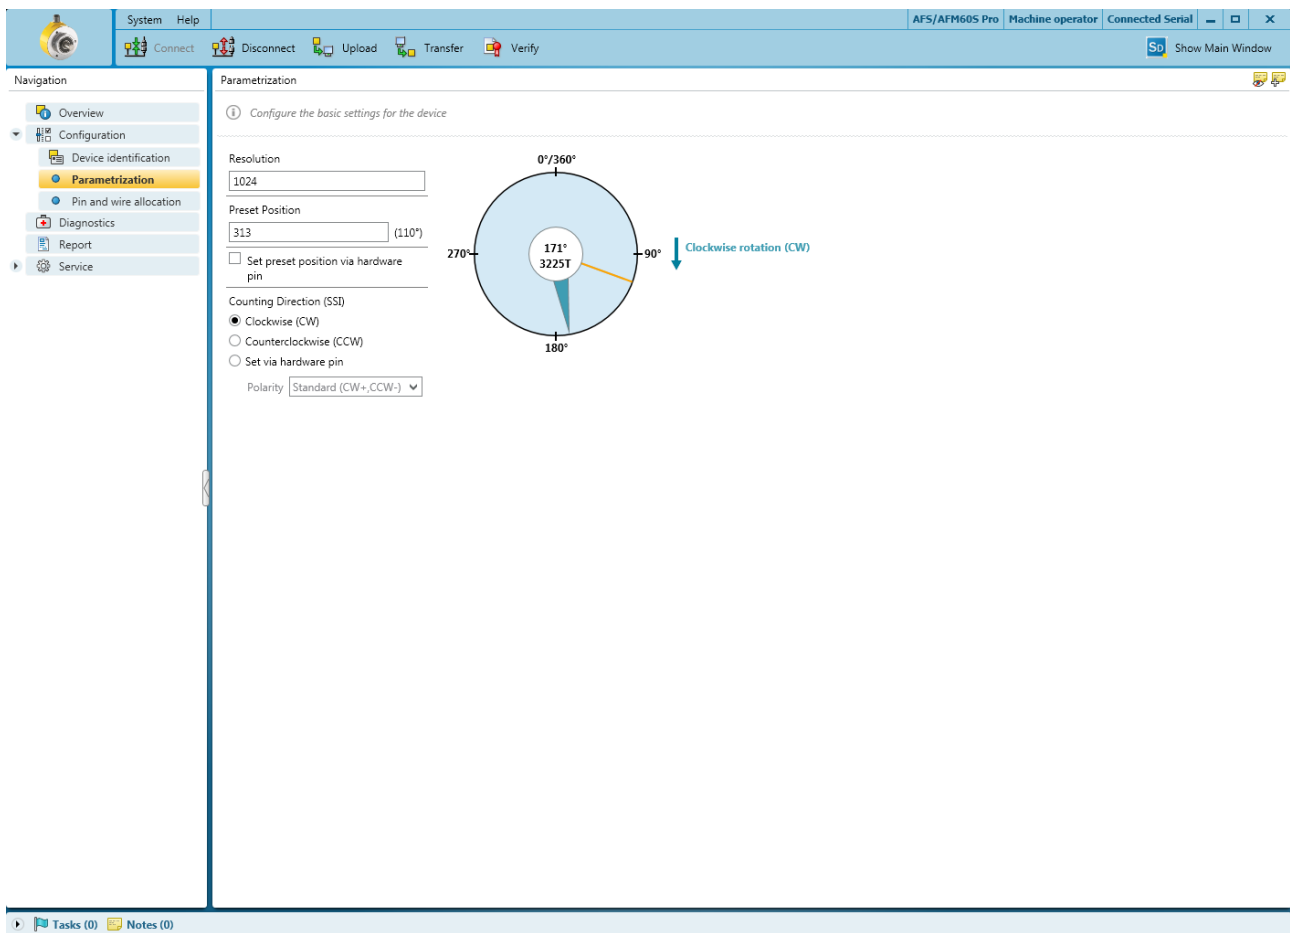 System Help
AFS/AFM60S Pro Machine operator Connected Serial
Connect Disconnect Upload Transfer Verify
SD Show Main Window
Navigation
Overview
Configuration
Device identification
Parametrization
Pin and wire allocation
Diagnostics
Report
Service
Parametrization
Configure the basic settings for the device
Resolution
1024
Preset Position
313 (110°)
Set preset position via hardware
pin
Counting Direction (SSI)
Clockwise (CW)
Counterclockwise (CCW)
Set via hardware pin
Polarity Standard (CW+,CCW-)
0°/360°
270°
171°
3225T
90°
180°
Clockwise rotation (CW)
Tasks (0) Notes (0)